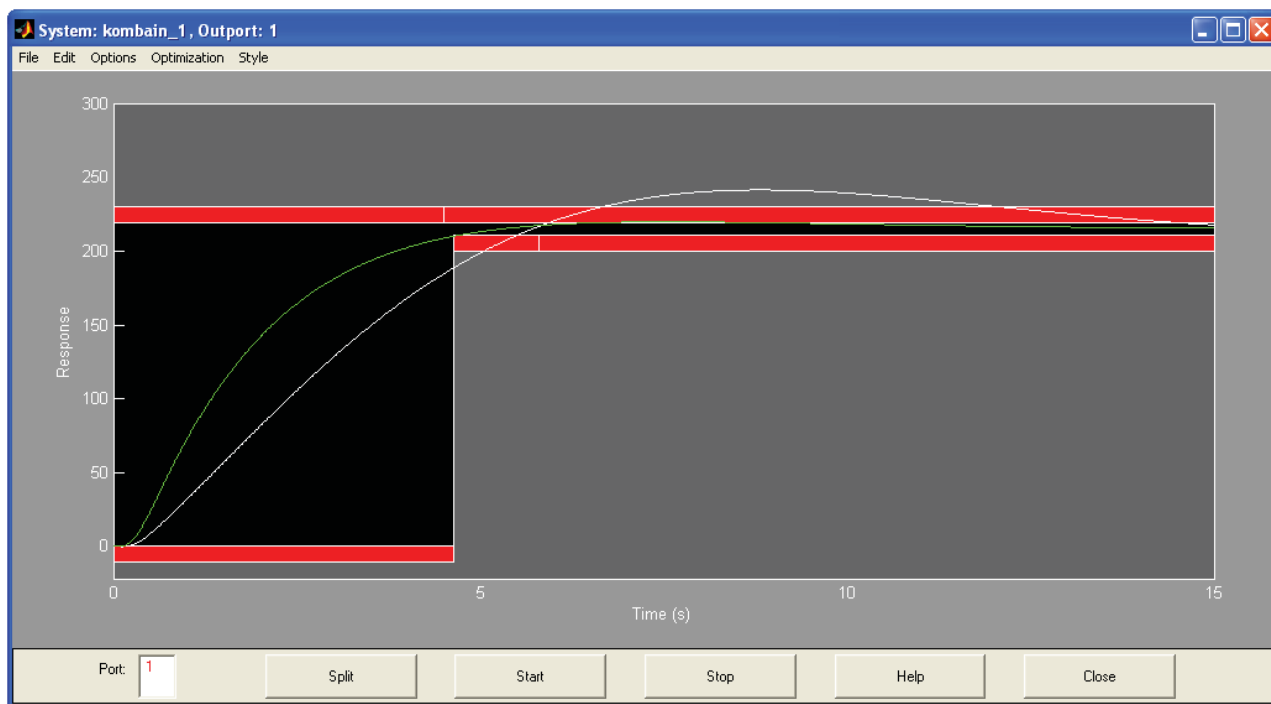 System: kombain_1, Outport: 1
File Edit Options Optimization Style
300
250
200
150
100
50
0
Response
0 5 10 15
Time (s)
Port: 1 Split Start Stop Help Close